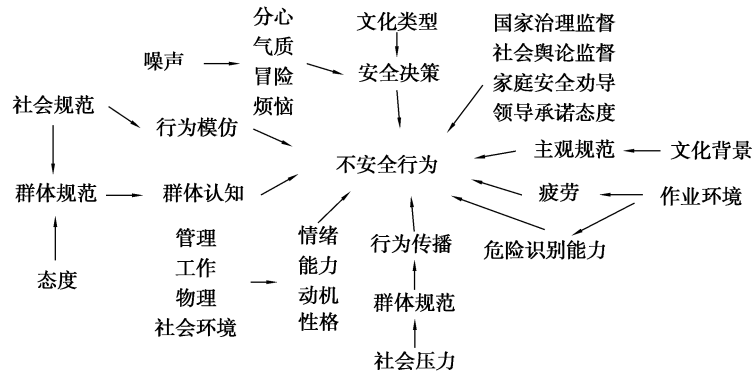 分心
气质
冒险
烦恼
文化类型
国家治理监督
社会舆论监督
家庭安全劝导
领导承诺态度
噪声
安全决策
社会规范
行为模仿
主观规范
文化背景
不安全行为
群体规范
群体认知
疲劳
作业环境
管理
工作
物理
社会环境
情绪
能力
动机
性格
行为传播
危险识别能力
态度
群体规范
社会压力